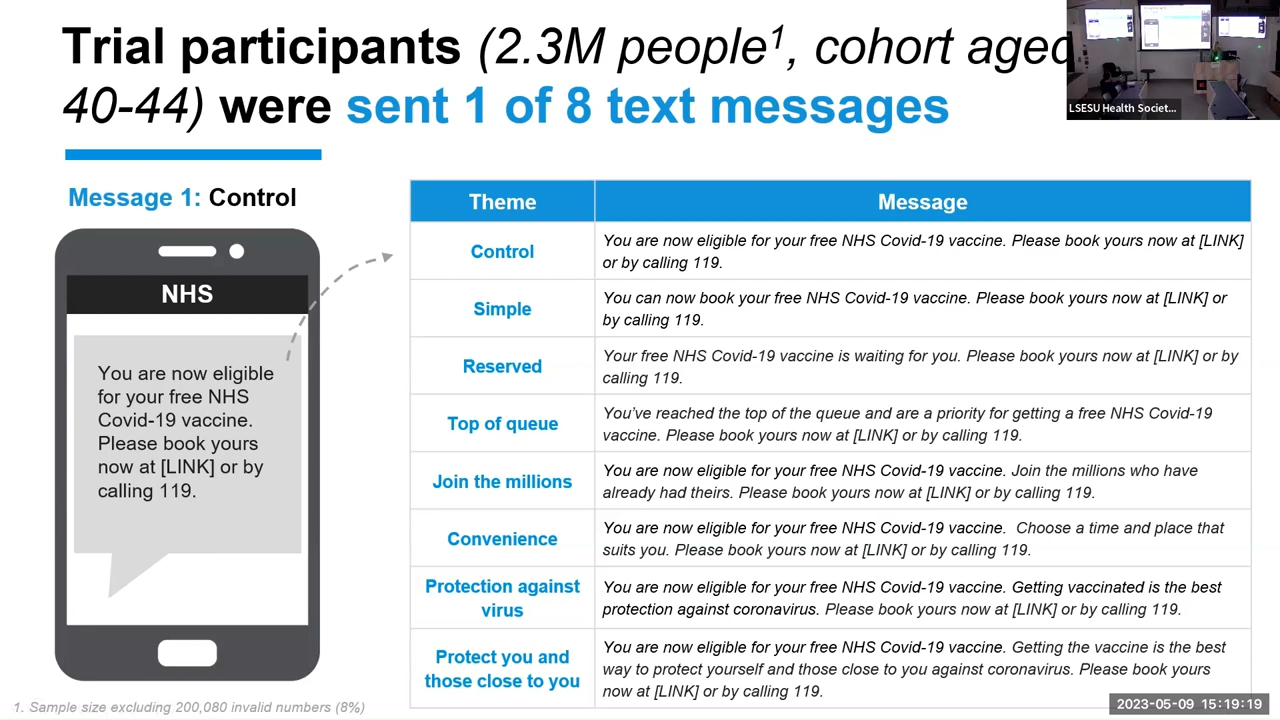 Trial participants (2.3M people¹, cohort aged
40-44) were sent 1 of 8 text messages
LSESU Health Societ...
Message 1: Control
NHS
You are now eligible
for your free NHS
Covid-19 vaccine.
Please book yours
now at [LINK] or by
calling 119.
Theme
Message
Control
You are now eligible for your free NHS Covid-19 vaccine. Please book yours now at [LINK]
or by calling 119.
Simple
You can now book your free NHS Covid-19 vaccine. Please book yours now at [LINK] or
by calling 119.
Reserved
Your free NHS Covid-19 vaccine is waiting for you. Please book yours now at [LINK] or by
calling 119.
Top of queue
You’ve reached the top of the queue and are a priority for getting a free NHS Covid-19
vaccine. Please book yours now at [LINK] or by calling 119.
Join the millions
You are now eligible for your free NHS Covid-19 vaccine. Join the millions who have
already had theirs. Please book yours now at [LINK] or by calling 119.
Convenience
You are now eligible for your free NHS Covid-19 vaccine. Choose a time and place that
suits you. Please book yours now at [LINK] or by calling 119.
Protection against
virus
You are now eligible for your free NHS Covid-19 vaccine. Getting vaccinated is the best
protection against coronavirus. Please book yours now at [LINK] or by calling 119.
Protect you and
those close to you
You are now eligible for your free NHS Covid-19 vaccine. Getting the vaccine is the best
way to protect yourself and those close to you against coronavirus. Please book yours
now at [LINK] or by calling 119.
1. Sample size excluding 200,080 invalid numbers (8%)
2023-05-09 15:19:19